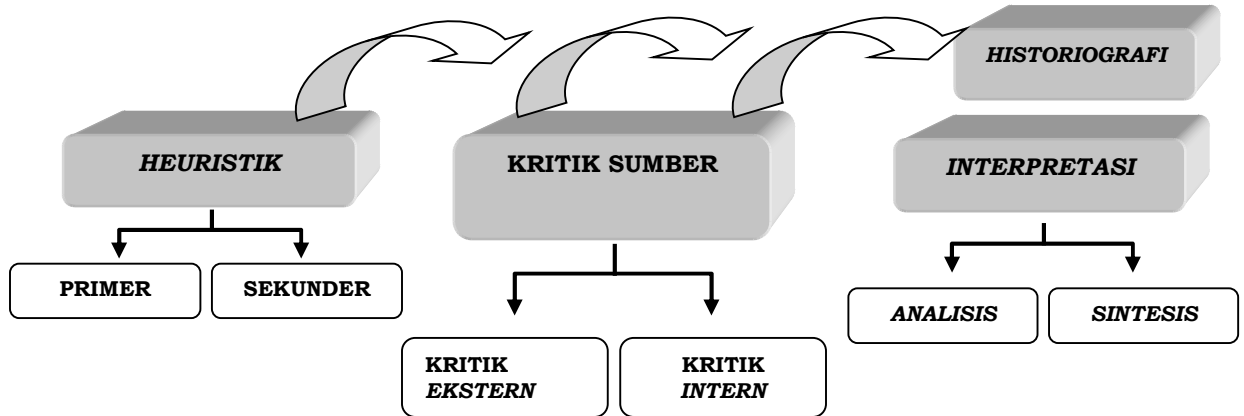 HISTORIOGRAFI
HEURISTIK
KRITIK SUMBER
INTERPRETASI
PRIMER
SEKUNDER
KRITIK
EKSTERN
KRITIK
INTERN
ANALISIS
SINTESIS